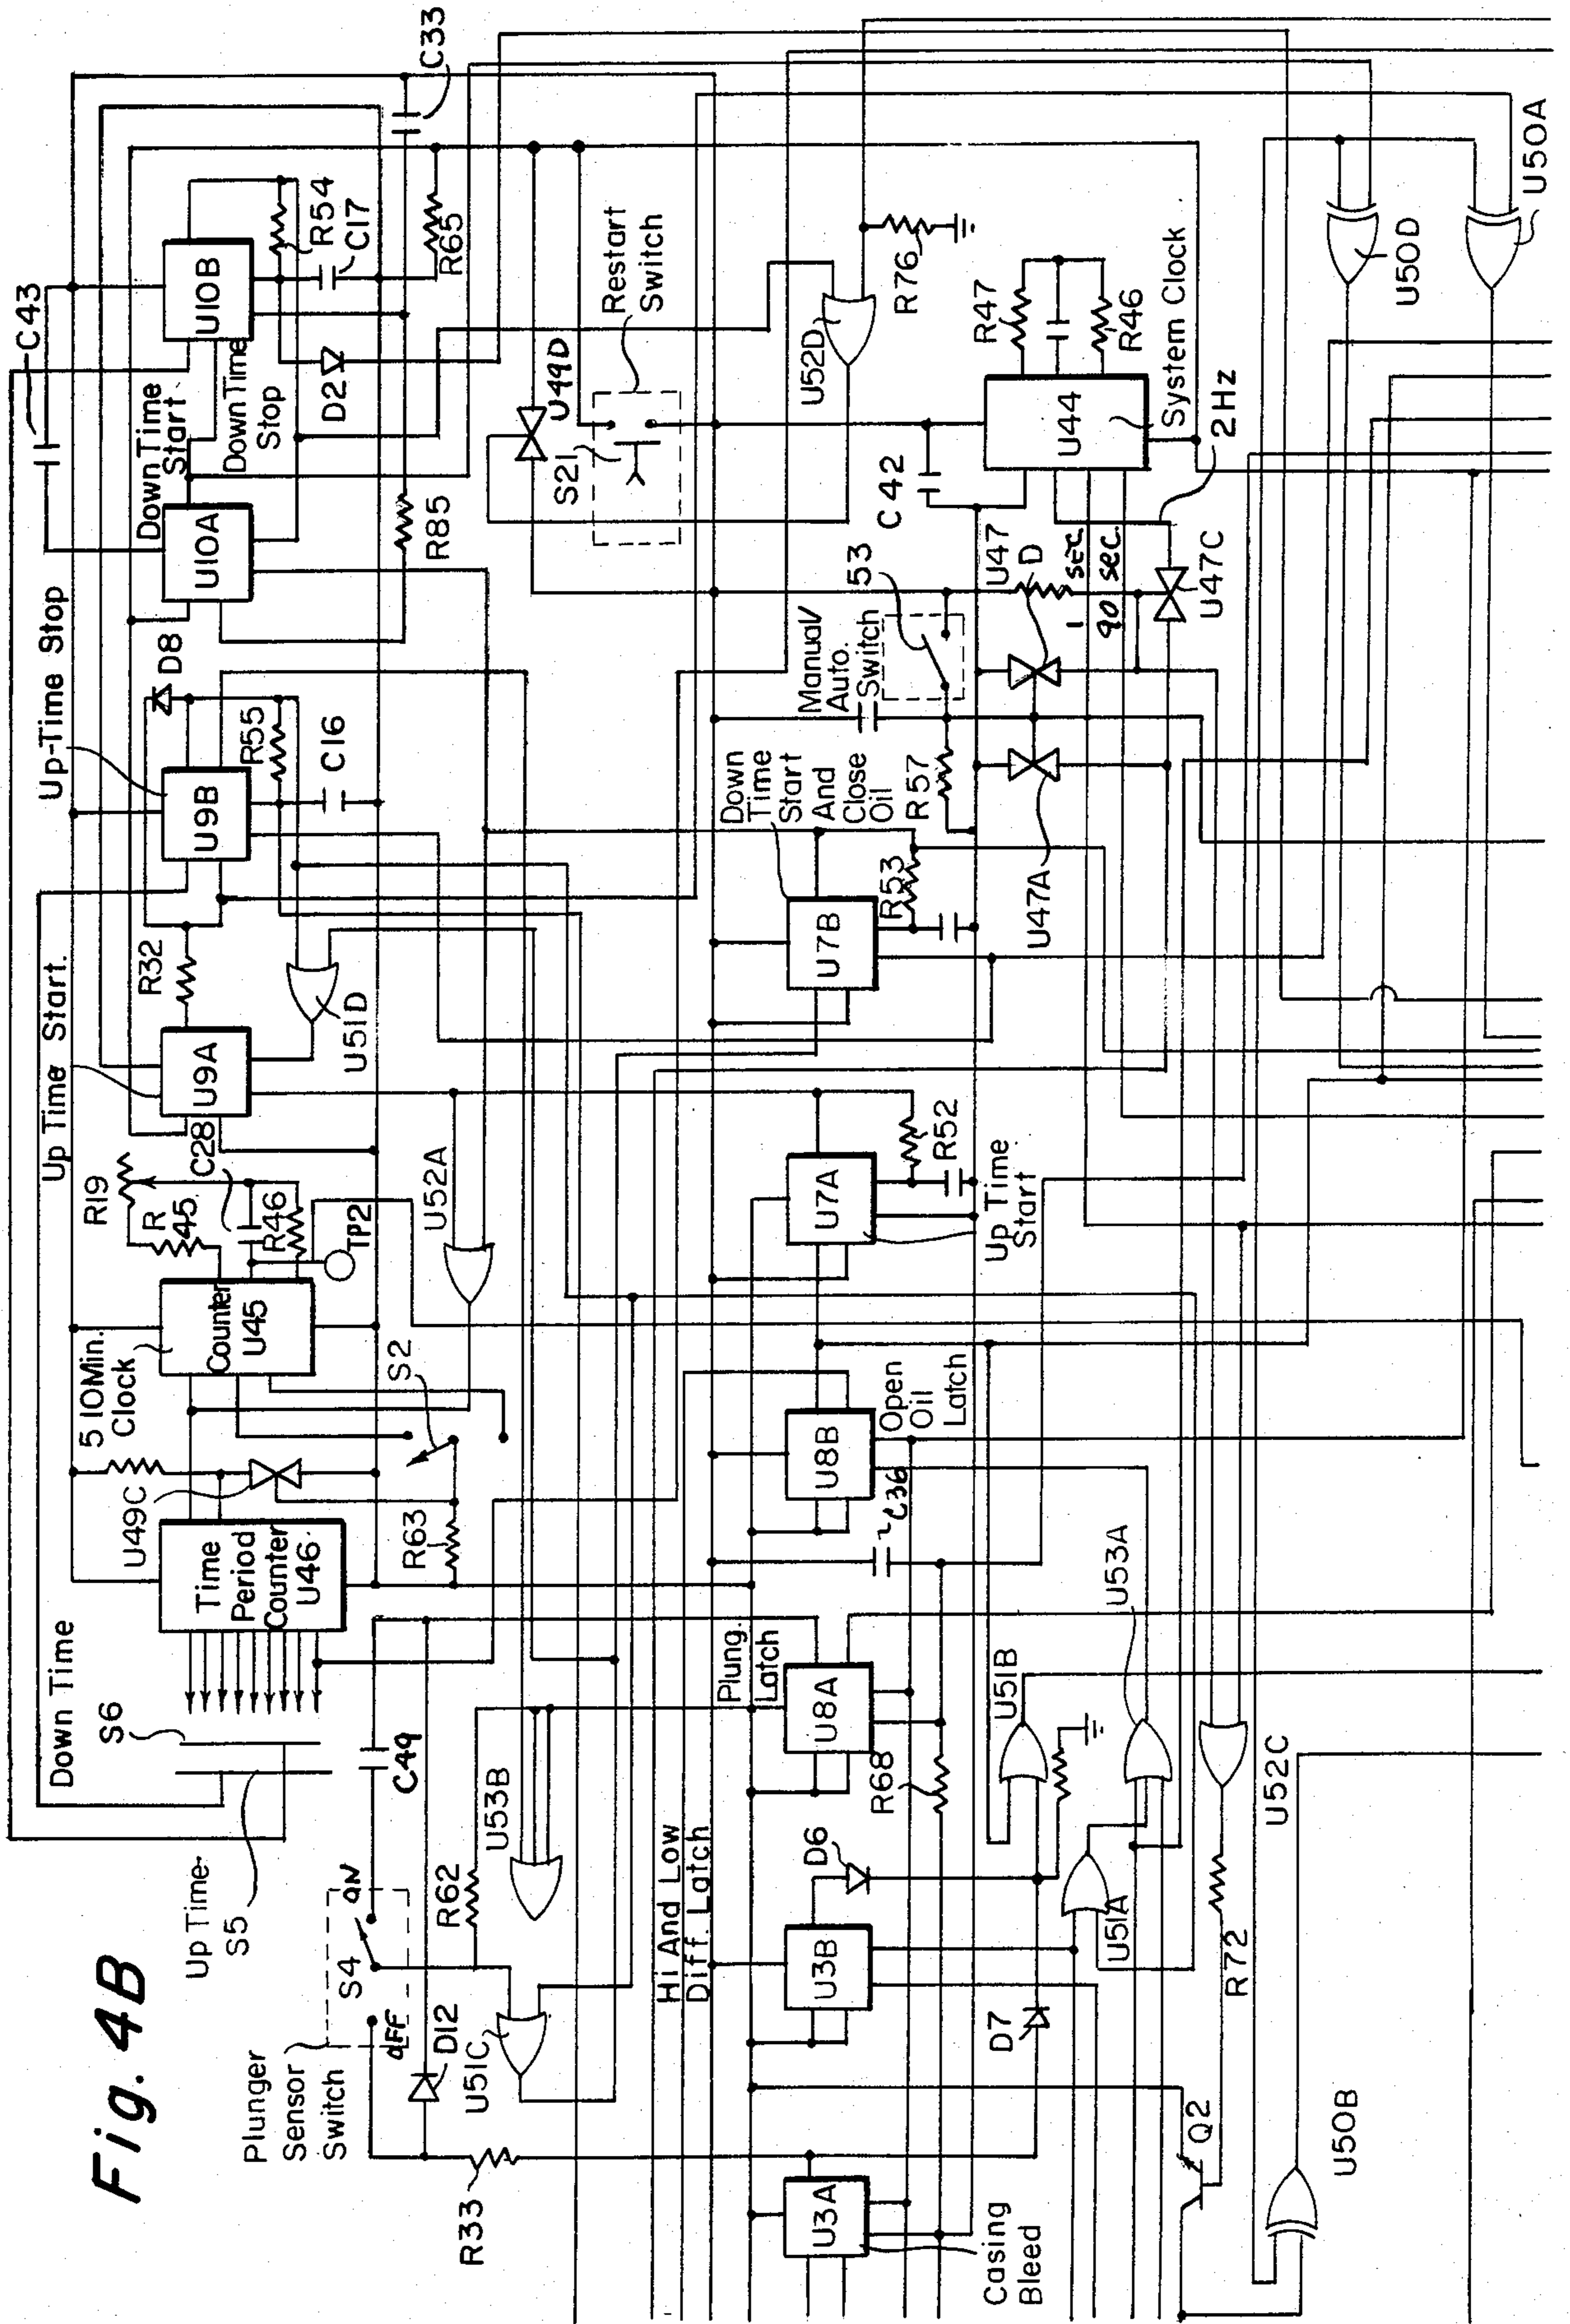 Fig. 4B
Down Time
S6
Up Time-
S5
Time
Period
Counter
U46
U49C
5 10Min.
Clock
Counter
U45
R19
R
45
C28
R46
TP2
S2
R63
Up Time Start.
U9A
R32
U51D
Up-Time Stop
U9B
D8
R55
C16
U10A
Down Time
Start
Down Time
Stop
U10B
C43
R54
C17
D2
R65
C33
R85
U52A
C49
Plunger
Sensor
Switch
S4
ON
OFF
D12
R62
U53B
U51C
R33
U49D
S21
Restart
Switch
U52D
R76
Hi And Low
Diff. Latch
Plung.
Latch
U3A
Casing
Bleed
U3B
D6
D7
U8A
R68
U8B
C36
Open
Oil
Latch
U7A
R52
Up Time
Start
U7B
Down
Time
Start
And
Close
Oil
R53
R57
Manual
Auto.
Switch
53
U47
D
U47A
C42
U44
R47
R46
System Clock
1 sec.
90 sec.
2Hz
U47C
U51B
U53A
U51A
R72
U52C
Q2
U50B
U50D
U50A